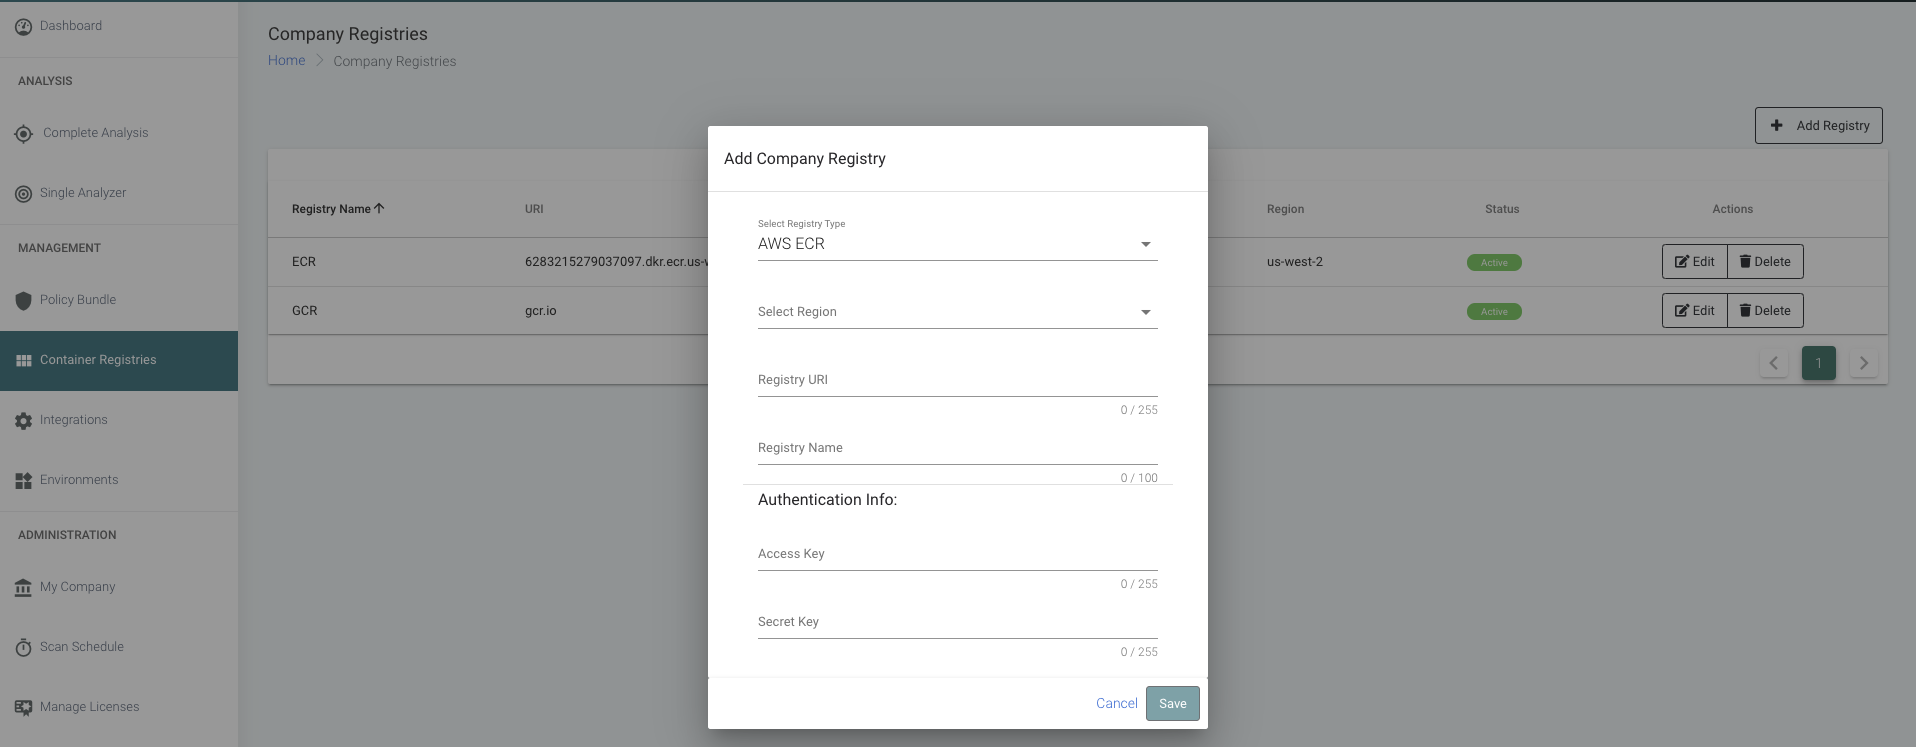 Dashboard
ANALYSIS
Complete Analysis
Single Analyzer
MANAGEMENT
Policy Bundle
Container Registries
Integrations
Environments
ADMINISTRATION
My Company
Scan Schedule
Manage Licenses
Company Registries
Home > Company Registries
Add Registry
Registry Name URI Region Status Actions
ECR 6283215279037097.dkr.ecr.us- us-west-2 Active Edit Delete
GCR gcr.io Active Edit Delete
1
Add Company Registry
Select Registry Type
AWS ECR
Select Region
Registry URI
0 / 255
Registry Name
0 / 100
Authentication Info:
Access Key
0 / 255
Secret Key
0 / 255
Cancel Save